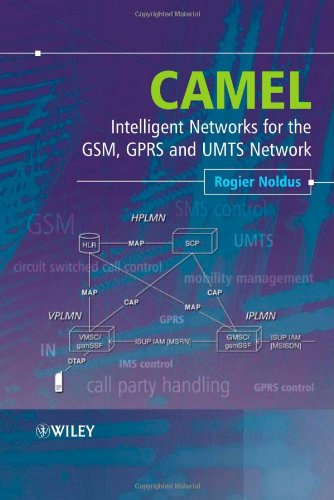 CAMEL
Intelligent Networks for the
GSM, GPRS and UMTS Network
Rogier Noldus
SMS control
GSM
HPLMN
HLR
MAP
SCP
UMTS
circuit switched call control
mobility management
MAP
CAP
MAP
CAP
VPLMN
GPRS
IPLMN
IN
VMSC/
gsmSSF
ISUP IAM [MSRN]
GMSC/
gsmSSF
ISUP IAM
[MSISDN]
DTAP
IMS control
call party handling
GPRS control
WILEY